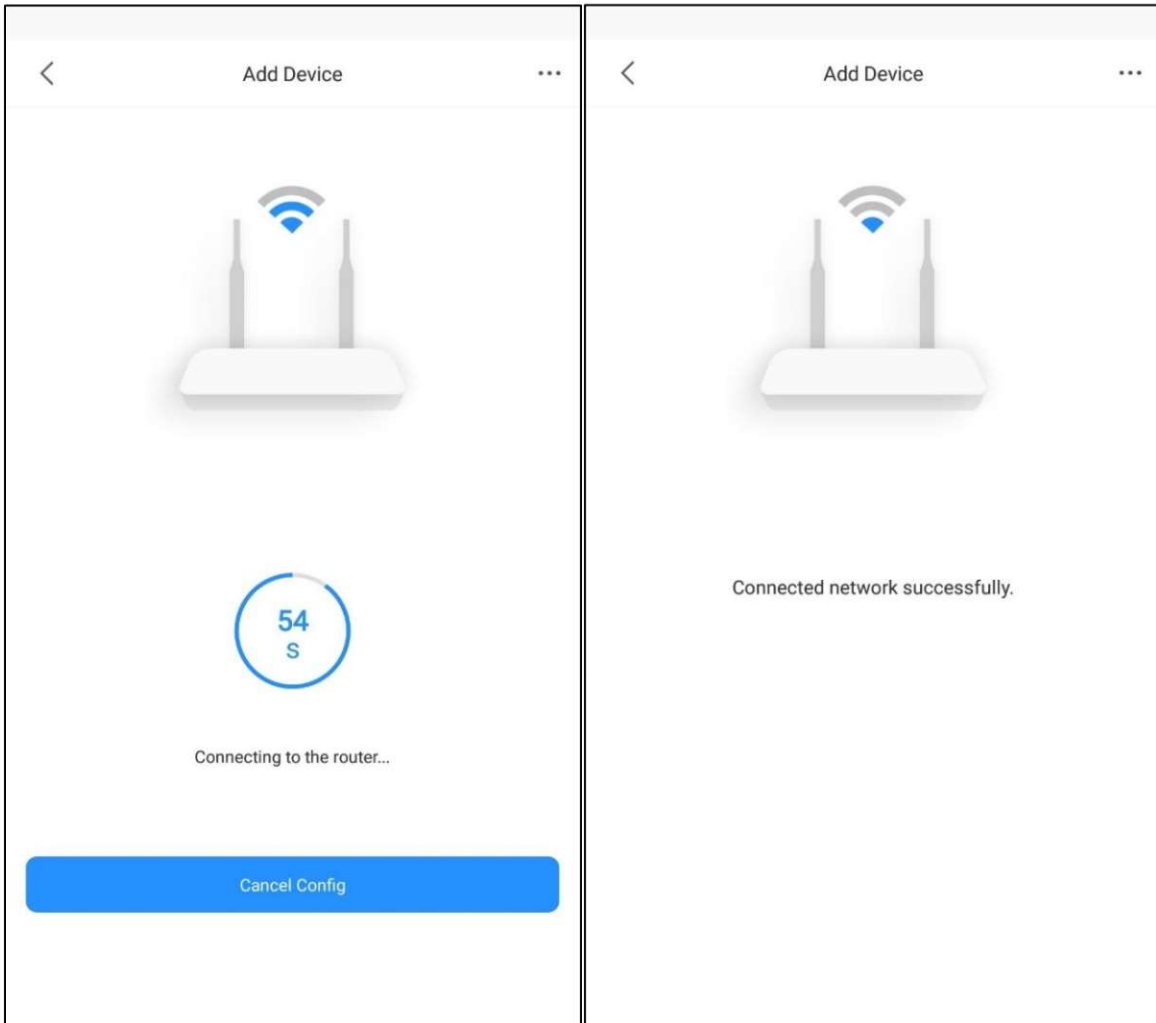 Add Device
54
S
Connecting to the router...
Cancel Config
Add Device
Connected network successfully.